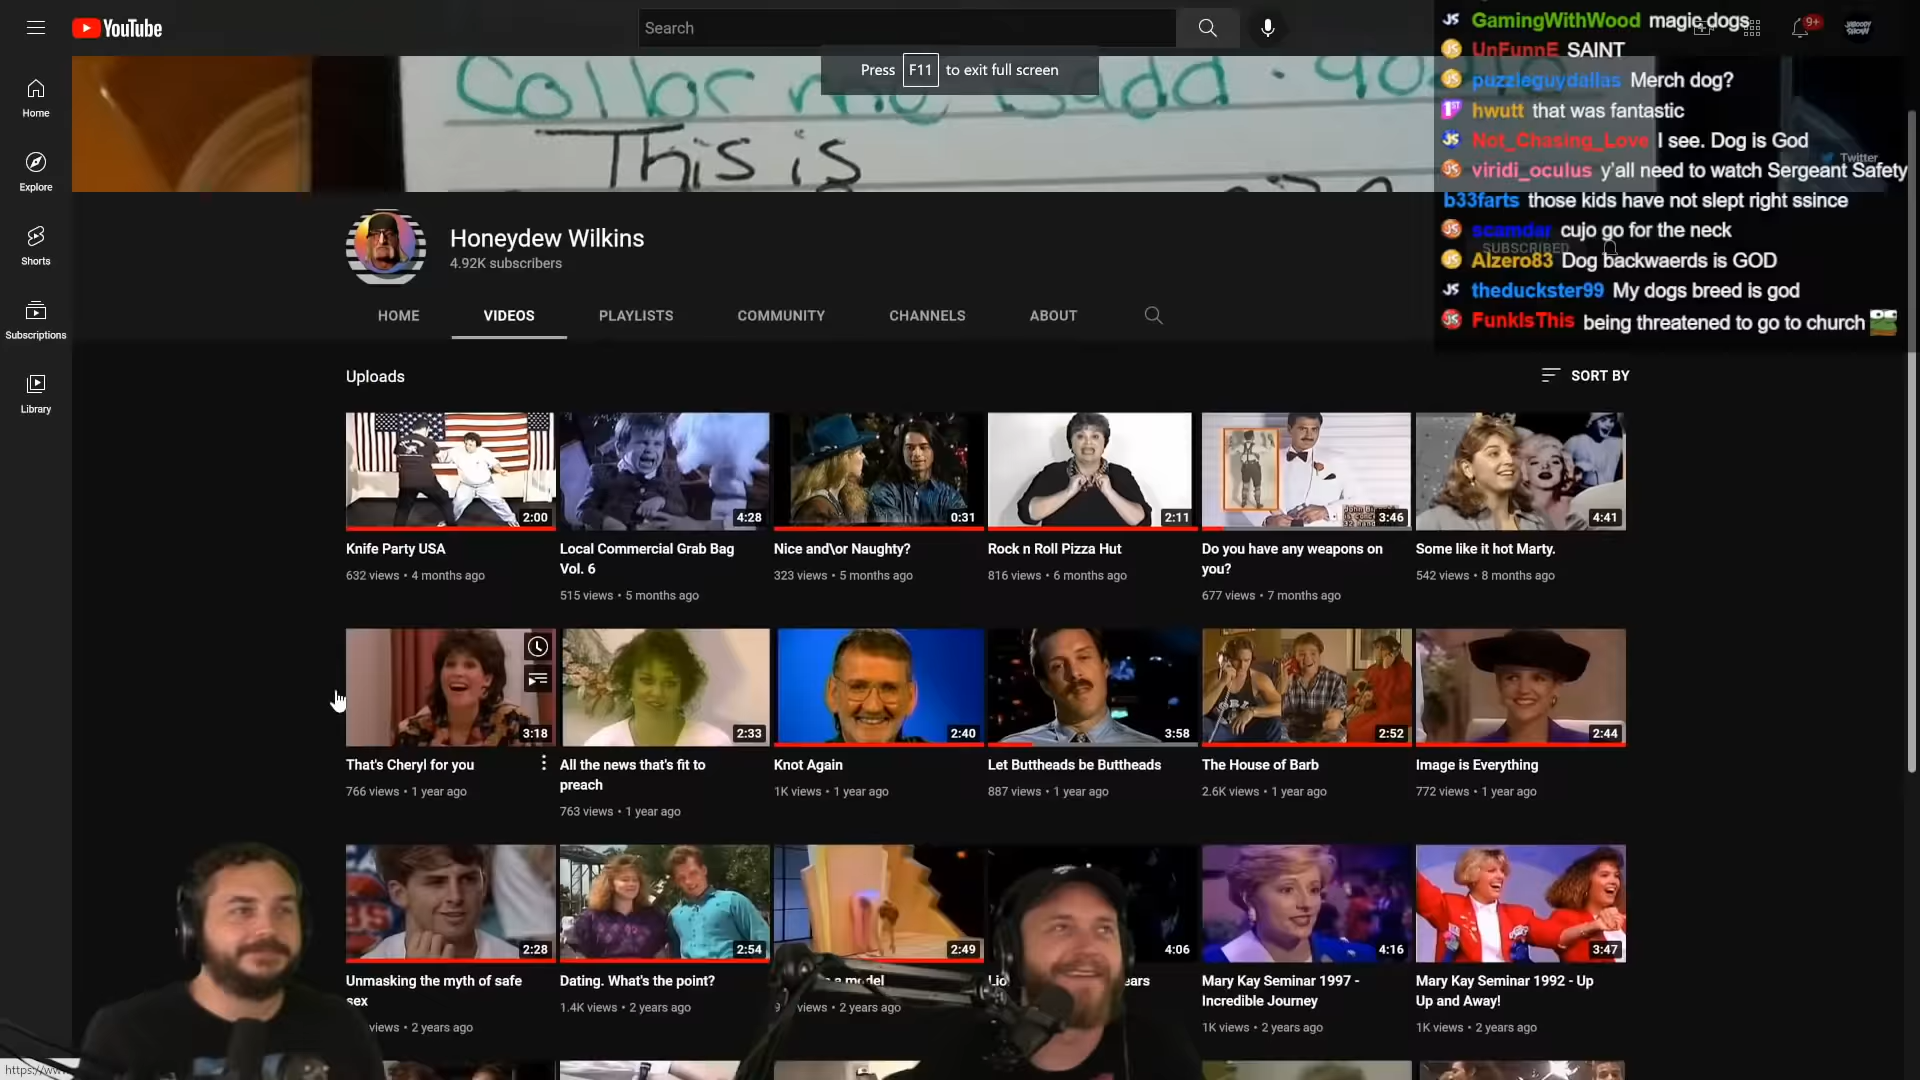 YouTube
Search
9+
Press F11 to exit full screen
Home
Explore
Shorts
Subscriptions
Library
Collar me Badd
This is
Twitter
Honeydew Wilkins
4.92K subscribers
SUBSCRIBED
HOME VIDEOS PLAYLISTS COMMUNITY CHANNELS ABOUT
GamingWithWood magic dogs
UnFunnE SAINT
puzzleguydallas Merch dog?
hwutt that was fantastic
Not_Chasing_Love I see. Dog is God
viridi_oculus y'all need to watch Sergeant Safety
b33farts those kids have not slept right ssince
scamdar cujo go for the neck
Alzero83 Dog backwaerds is GOD
theduckster99 My dogs breed is god
FunkIsThis being threatened to go to church
Uploads
SORT BY
2:00 4:28 0:31 2:11 3:46 4:41
Knife Party USA
632 views • 4 months ago
Local Commercial Grab Bag
Vol. 6
515 views • 5 months ago
Nice and\or Naughty?
323 views • 5 months ago
Rock n Roll Pizza Hut
816 views • 6 months ago
Do you have any weapons on
you?
677 views • 7 months ago
Some like it hot Marty.
542 views • 8 months ago
3:18 2:33 2:40 3:58 2:52 2:44
That's Cheryl for you
766 views • 1 year ago
All the news that's fit to
preach
763 views • 1 year ago
Knot Again
1K views • 1 year ago
Let Buttheads be Buttheads
887 views • 1 year ago
The House of Barb
2.6K views • 1 year ago
Image is Everything
772 views • 1 year ago
2:28 2:54 2:49 4:06 4:16 3:47
Unmasking the myth of safe
sex
views • 2 years ago
Dating. What's the point?
1.4K views • 2 years ago
a model
views • 2 years ago
Mary Kay Seminar 1997 -
Incredible Journey
1K views • 2 years ago
Mary Kay Seminar 1992 - Up
Up and Away!
1K views • 2 years ago